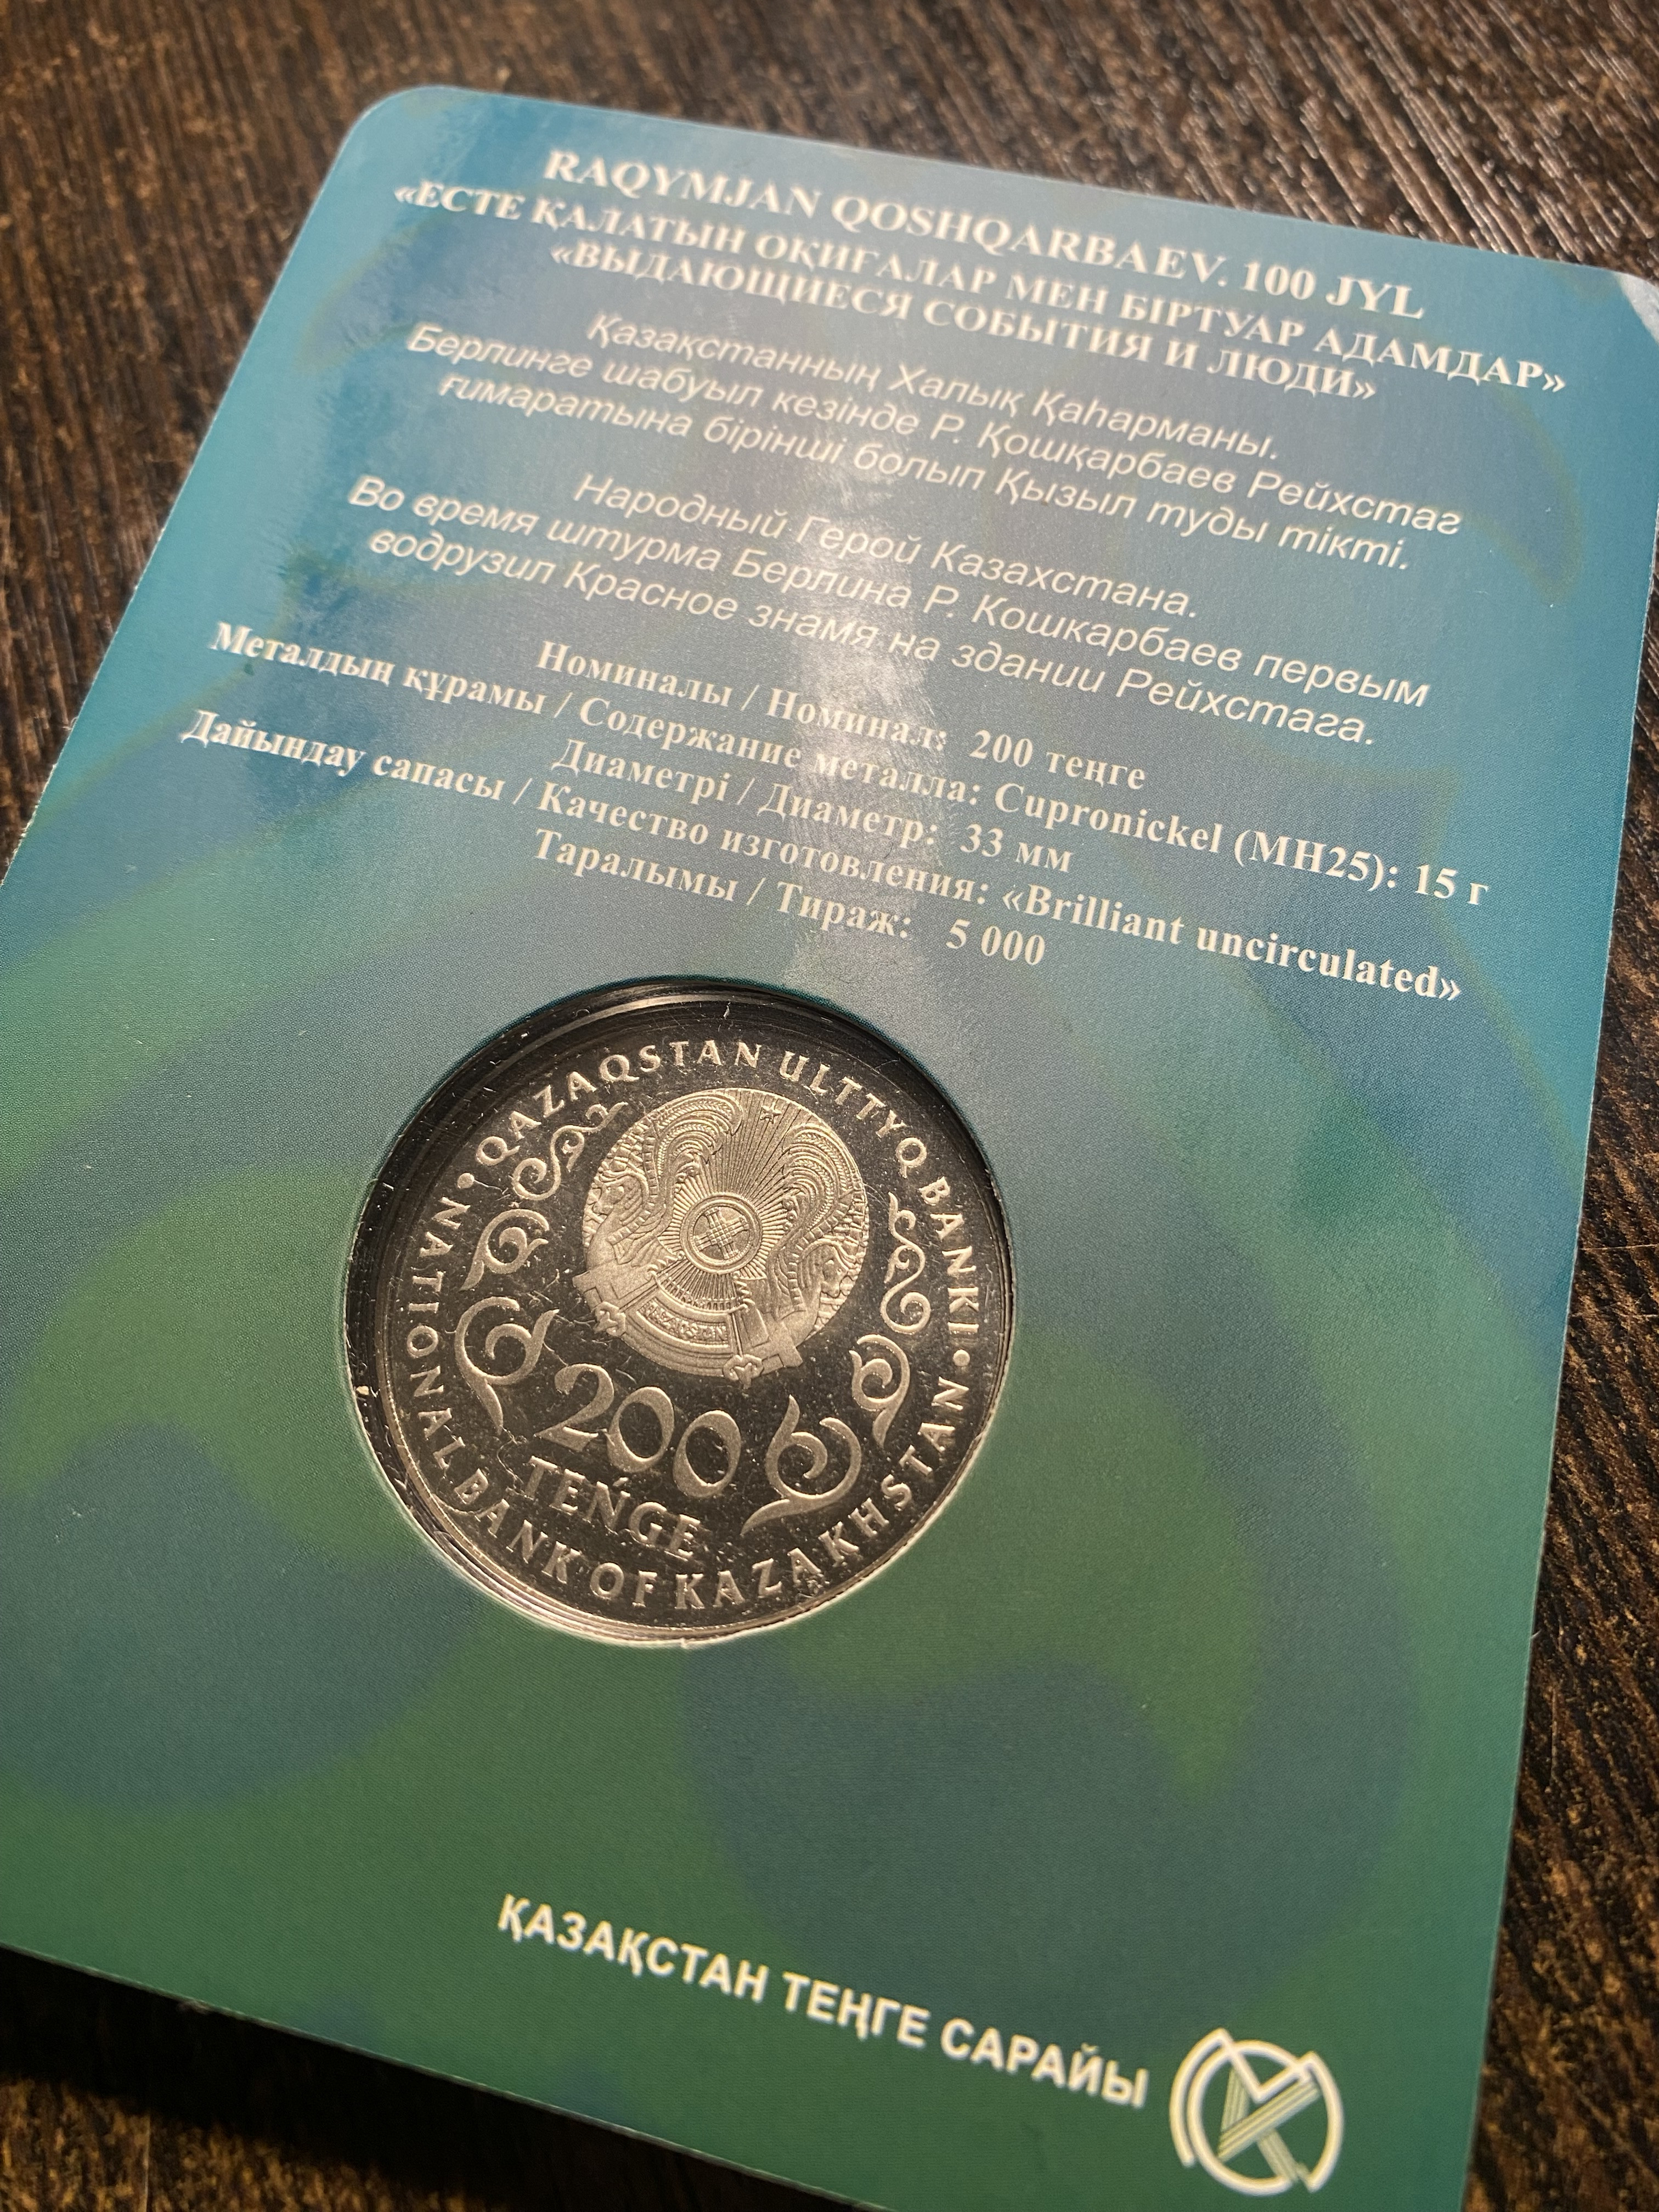 RAQYMJAN QOSHQARBAEV. 100 JYL
«ЕСТЕ ҚАЛАТЫН ОҚИҒАЛАР МЕН БІРТУАР АДАМДАР»
«ВЫДАЮЩИЕСЯ СОБЫТИЯ И ЛЮДИ»
Қазақстанның Халық Қаһарманы.
Берлинге шабуыл кезінде Р. Қошқарбаев Рейхстаг
ғимаратына бірінші болып Қызыл туды тікті.
Народный Герой Казахстана.
Во время штурма Берлина Р. Кошкарбаев первым
водрузил Красное знамя на здании Рейхстага.
Номиналы / Номинал: 200 теңге
Металдың құрамы / Содержание металла: Cupronickel (МН25): 15 г
Диаметрі / Диаметр: 33 мм
Дайындау сапасы / Качество изготовления: «Brilliant uncirculated»
Таралымы / Тираж: 5 000
• QAZAQSTAN ULTTYQ BANKI •
QAZAQSTAN
200
TEŃGE
NATIONAL BANK OF KAZAKHSTAN
ҚАЗАҚСТАН ТЕҢГЕ САРАЙЫ